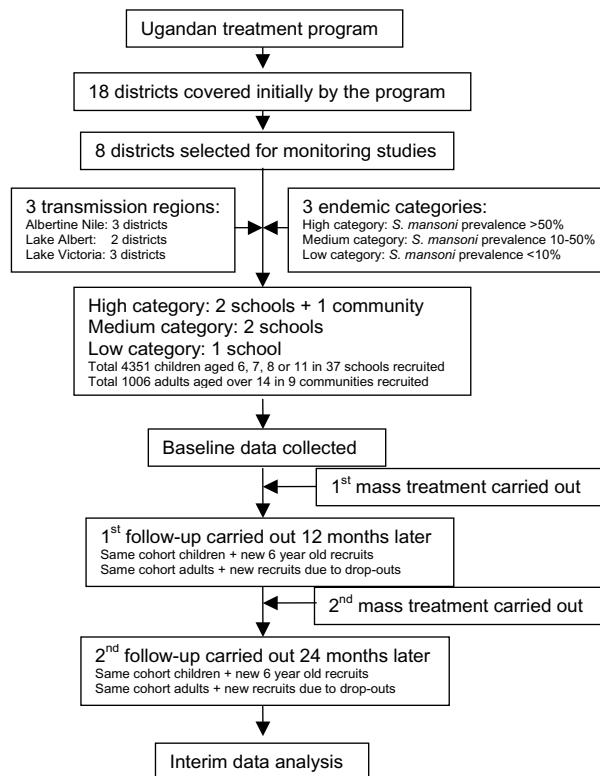 Ugandan treatment program
18 districts covered initially by the program
8 districts selected for monitoring studies
3 transmission regions:
Albertine Nile: 3 districts
Lake Albert: 2 districts
Lake Victoria: 3 districts
3 endemic categories:
High category: S. mansoni prevalence >50%
Medium category: S. mansoni prevalence 10-50%
Low category: S. mansoni prevalence <10%
High category: 2 schools + 1 community
Medium category: 2 schools
Low category: 1 school
Total 4351 children aged 6, 7, 8 or 11 in 37 schools recruited
Total 1006 adults aged over 14 in 9 communities recruited
Baseline data collected
1st mass treatment carried out
1st follow-up carried out 12 months later
Same cohort children + new 6 year old recruits
Same cohort adults + new recruits due to drop-outs
2nd mass treatment carried out
2nd follow-up carried out 24 months later
Same cohort children + new 6 year old recruits
Same cohort adults + new recruits due to drop-outs
Interim data analysis